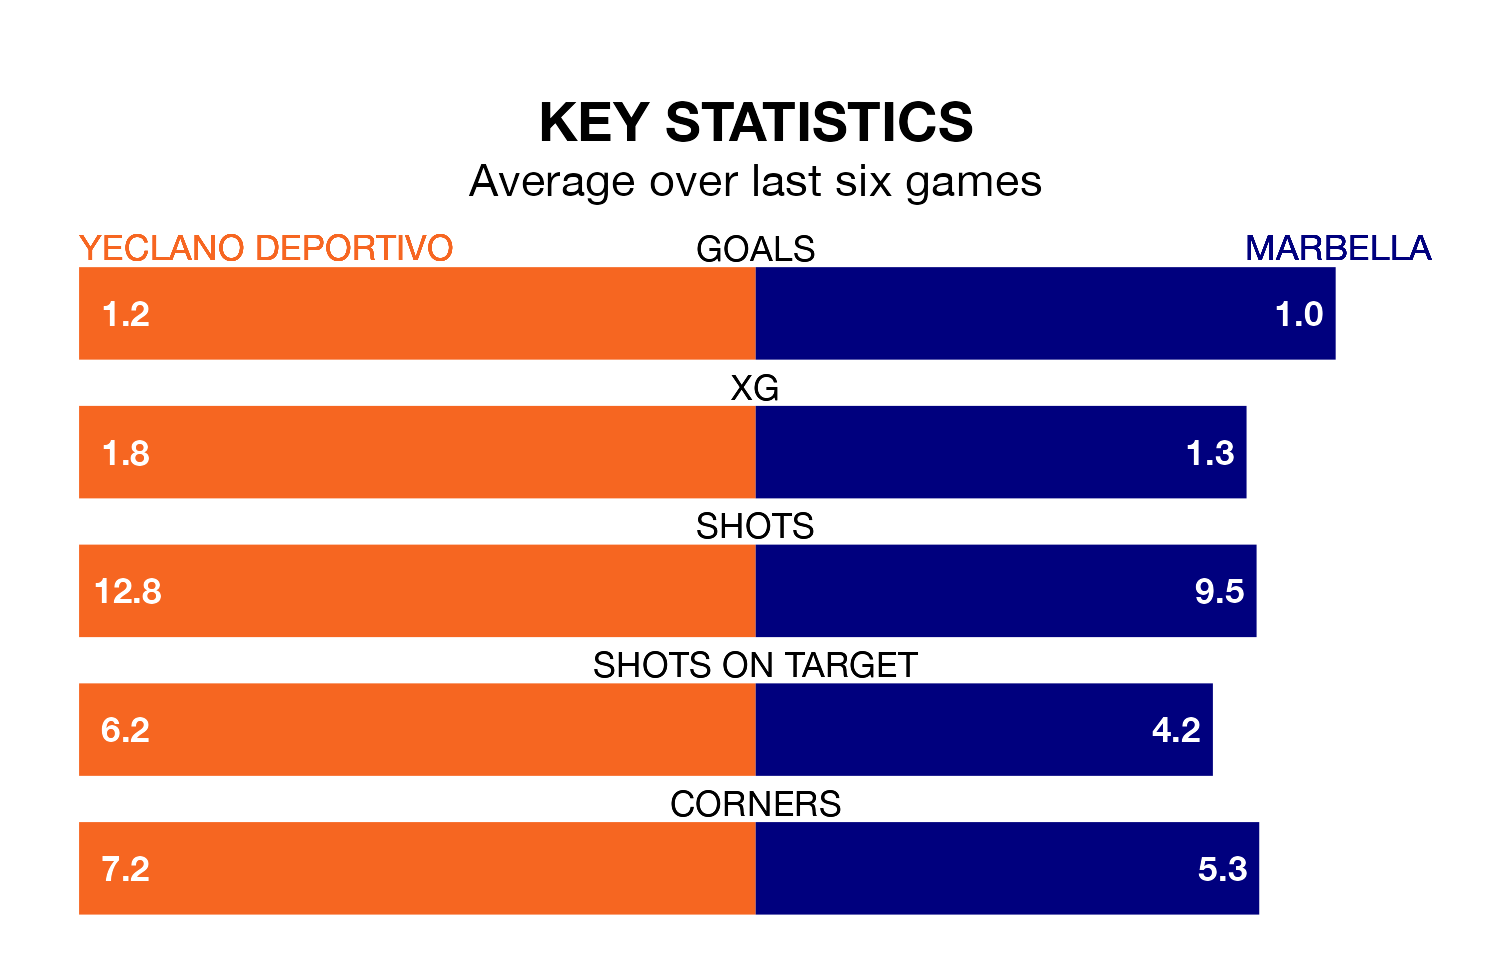 KEY STATISTICS
Average over last six games
YECLANO DEPORTIVO GOALS MARBELLA
1.2 1.0
XG
1.8 1.3
SHOTS
12.8 9.5
SHOTS ON TARGET
6.2 4.2
CORNERS
7.2 5.3